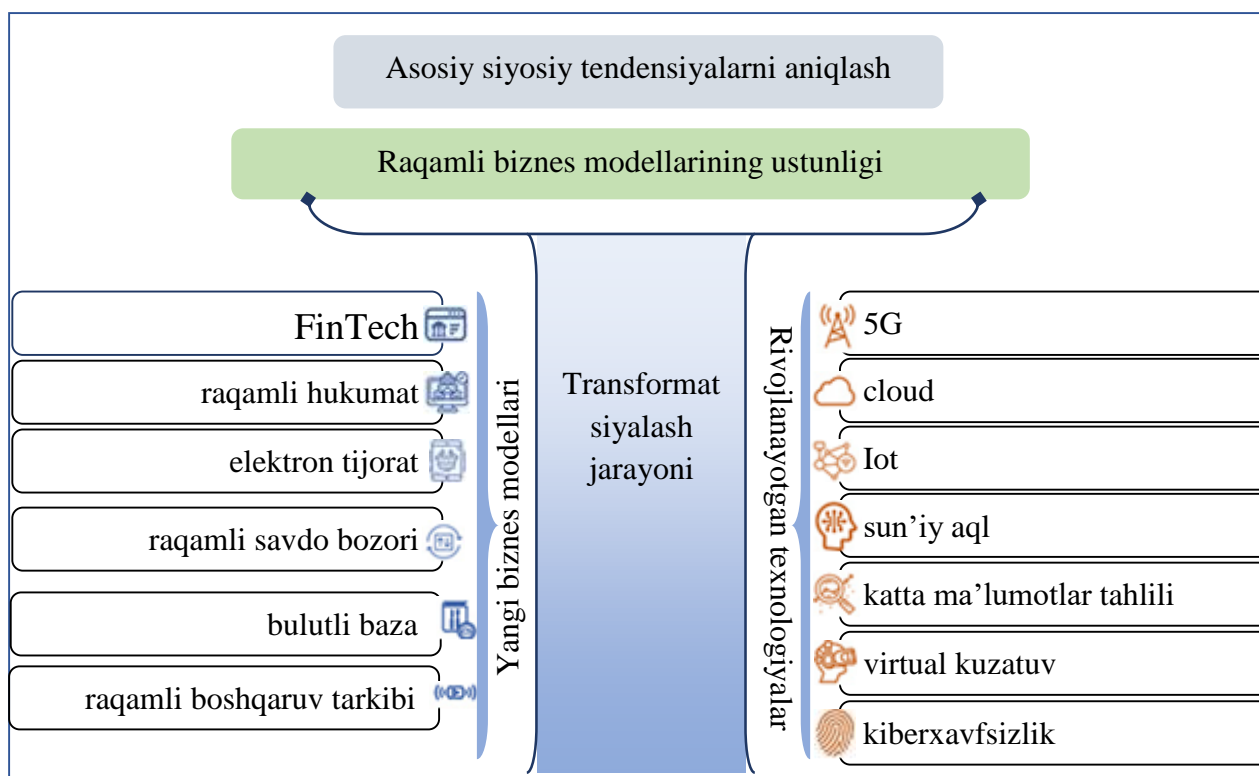 Asosiy siyosiy tendensiyalarni aniqlash
Raqamli biznes modellarining ustunligi
FinTech
raqamli hukumat
elektron tijorat
raqamli savdo bozori
bulutli baza
raqamli boshqaruv tarkibi
Yangi biznes modellari
Transformat
siyalash
jarayoni
Rivojlanayotgan texnologiyalar
5G
cloud
Iot
sun’iy aql
katta ma’lumotlar tahlili
virtual kuzatuv
kiberxavfsizlik